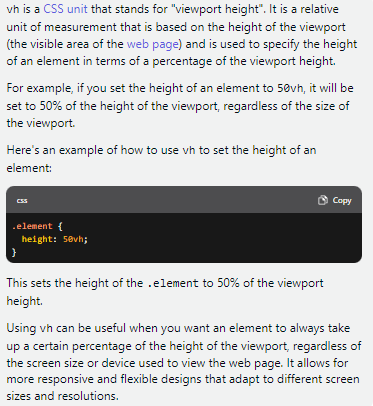 vh is a CSS unit that stands for "viewport height". It is a relative
unit of measurement that is based on the height of the viewport
(the visible area of the web page) and is used to specify the height
of an element in terms of a percentage of the viewport height.
For example, if you set the height of an element to 50vh, it will be
set to 50% of the height of the viewport, regardless of the size of
the viewport.
Here's an example of how to use vh to set the height of an
element:
css Copy
.element {
  height: 50vh;
}
This sets the height of the .element to 50% of the viewport
height.
Using vh can be useful when you want an element to always take
up a certain percentage of the height of the viewport, regardless of
the screen size or device used to view the web page. It allows for
more responsive and flexible designs that adapt to different screen
sizes and resolutions.